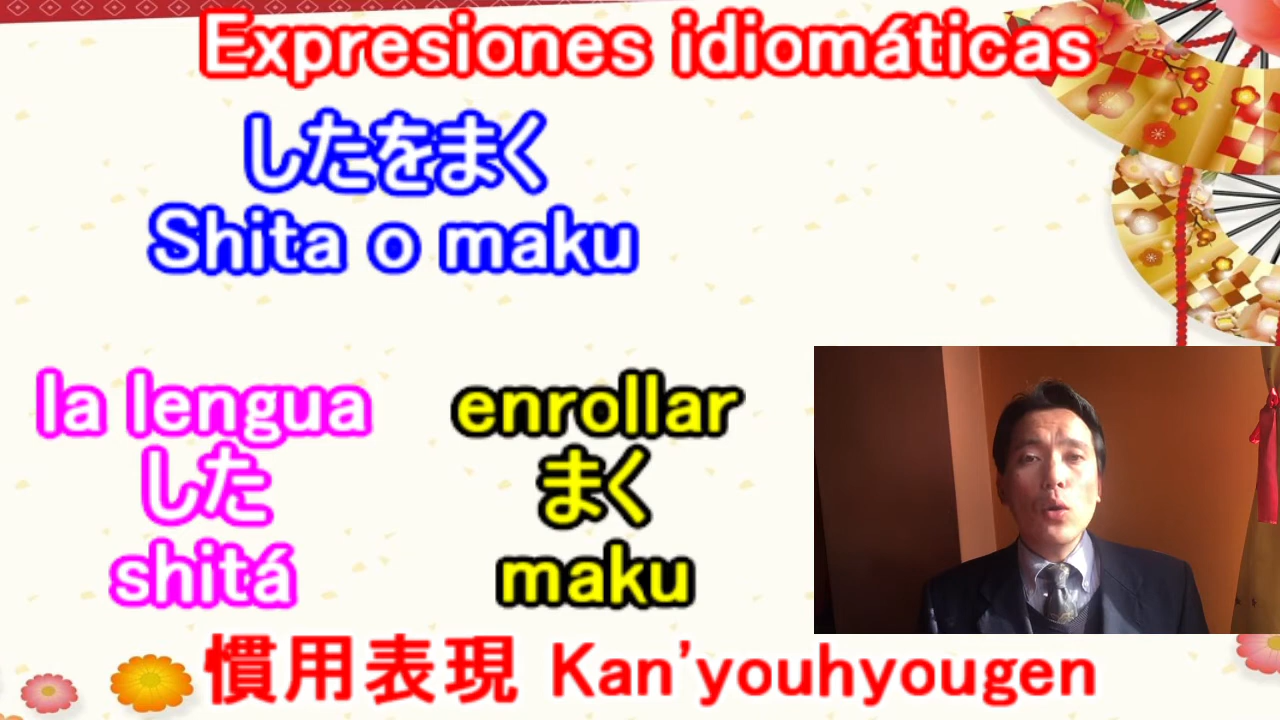 Expresiones idiomáticas
したをまく
Shita o maku
la lengua
した
shitá
enrollar
まく
maku
慣用表現 Kan'youhyougen